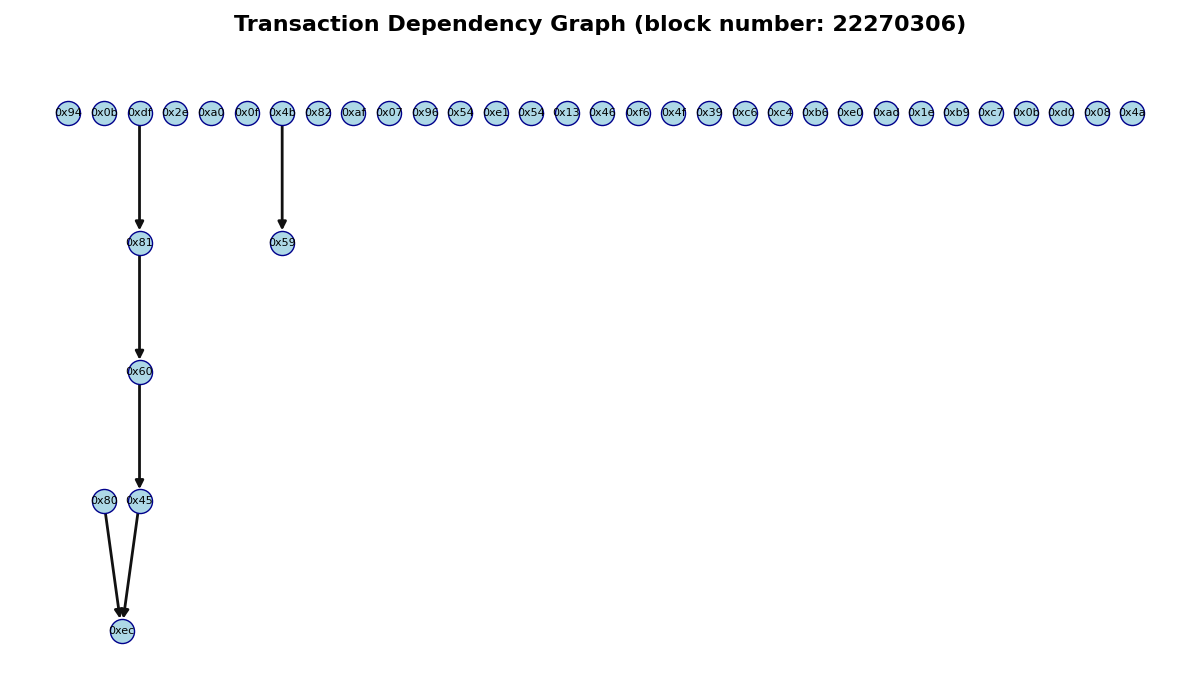 Transaction Dependency Graph (block number: 22270306)
0x94 0x0b 0xdf 0x2e 0xa0 0x0f 0x4b 0x82 0xaf 0x07 0x96 0x54 0xe1 0x54 0x13 0x46 0xf6 0x4f 0x39 0xc6 0xc4 0xb6 0xe0 0xad 0x1e 0xb9 0xc7 0x0b 0xd0 0x08 0x4a
0x81 0x59
0x60
0x80 0x45
0xec